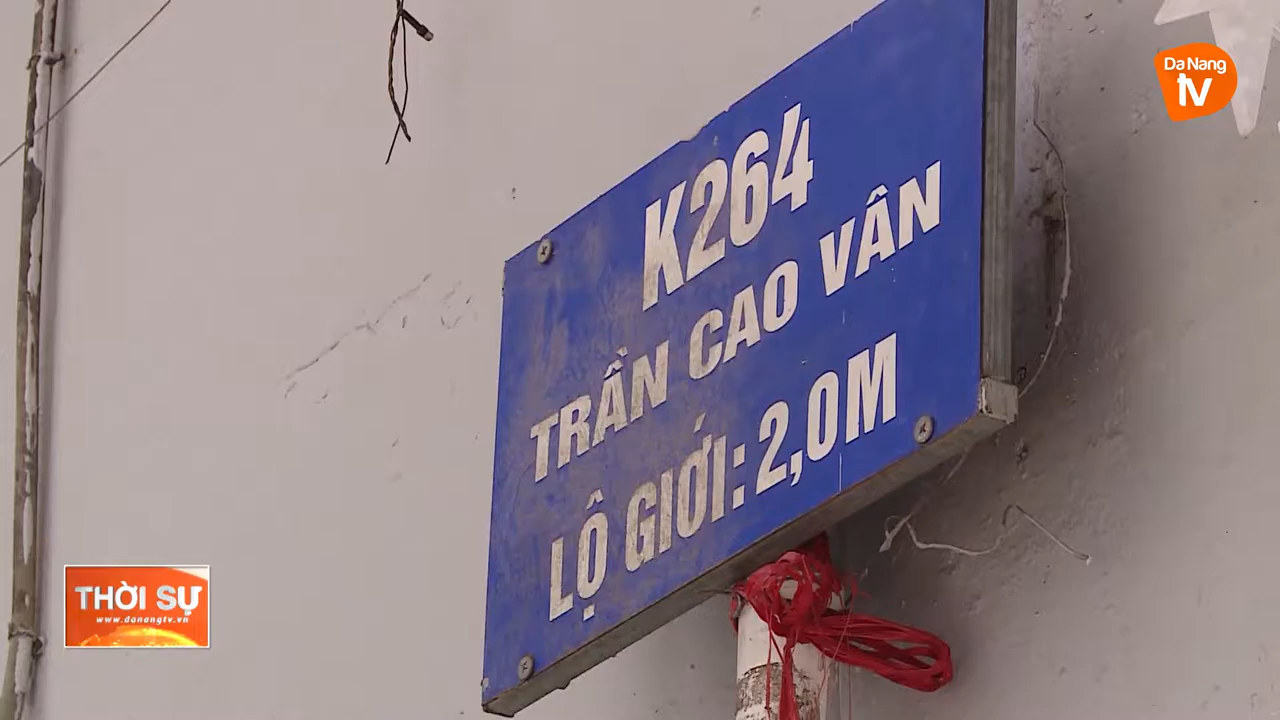 Da Nang
tv
K264
TRẦN CAO VÂN
LỘ GIỚI: 2,0M
THỜI SỰ
www.danangtv.vn